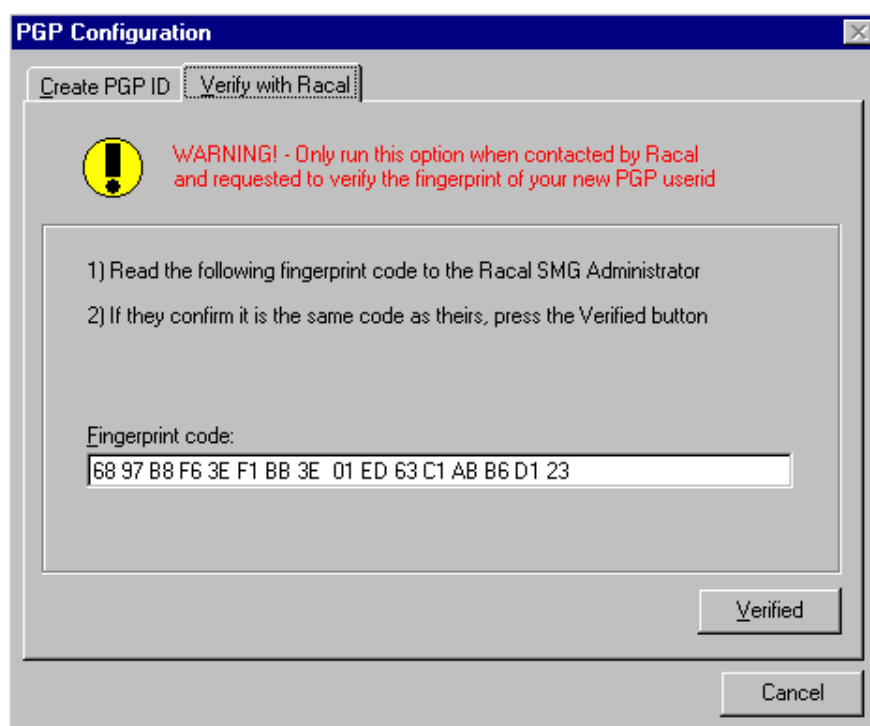 PGP Configuration
Create PGP ID
Verify with Racal
WARNING! - Only run this option when contacted by Racal
and requested to verify the fingerprint of your new PGP userid
1) Read the following fingerprint code to the Racal SMG Administrator
2) If they confirm it is the same code as theirs, press the Verified button
Fingerprint code:
68 97 B8 F6 3E F1 BB 3E  01 ED 63 C1 AB B6 D1 23
Verified
Cancel